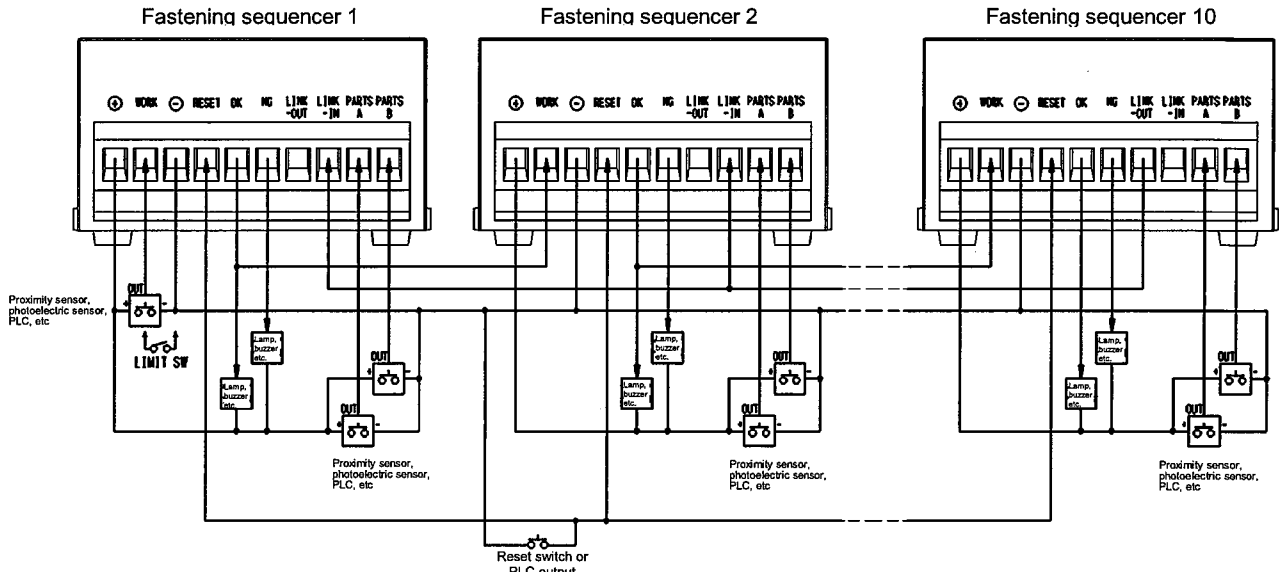 Fastening sequencer 1
Fastening sequencer 2
Fastening sequencer 10
⊕ WORK ⊖ RESET OK NG LINK -OUT LINK -IN PARTS A PARTS B
⊕ WORK ⊖ RESET OK NG LINK -OUT LINK -IN PARTS A PARTS B
⊕ WORK ⊖ RESET OK NG LINK -OUT LINK -IN PARTS A PARTS B
Proximity sensor,
photoelectric sensor,
PLC, etc
OUT
+ -
LIMIT SW
Lamp,
buzzer
etc.
Lamp,
buzzer
etc.
OUT
+ -
OUT
+ -
Proximity sensor,
photoelectric sensor,
PLC, etc
Lamp,
buzzer
etc.
Lamp,
buzzer
etc.
OUT
+ -
OUT
+ -
Proximity sensor,
photoelectric sensor,
PLC, etc
Lamp,
buzzer
etc.
Lamp,
buzzer
etc.
OUT
+ -
OUT
+ -
Proximity sensor,
photoelectric sensor,
PLC, etc
Reset switch or
PLC output